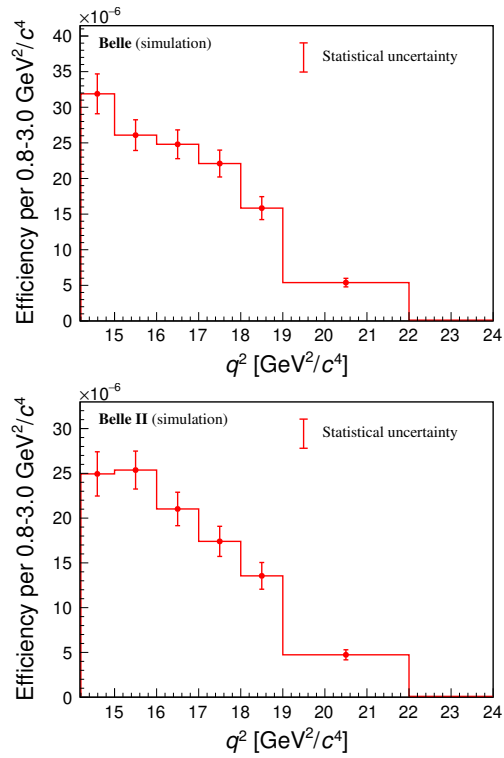 ×10⁻⁶
Belle (simulation)
Statistical uncertainty
Efficiency per 0.8-3.0 GeV²/c⁴
40
35
30
25
20
15
10
5
0
15 16 17 18 19 20 21 22 23 24
q² [GeV²/c⁴]
×10⁻⁶
Belle II (simulation)
Statistical uncertainty
Efficiency per 0.8-3.0 GeV²/c⁴
30
25
20
15
10
5
0
15 16 17 18 19 20 21 22 23 24
q² [GeV²/c⁴]